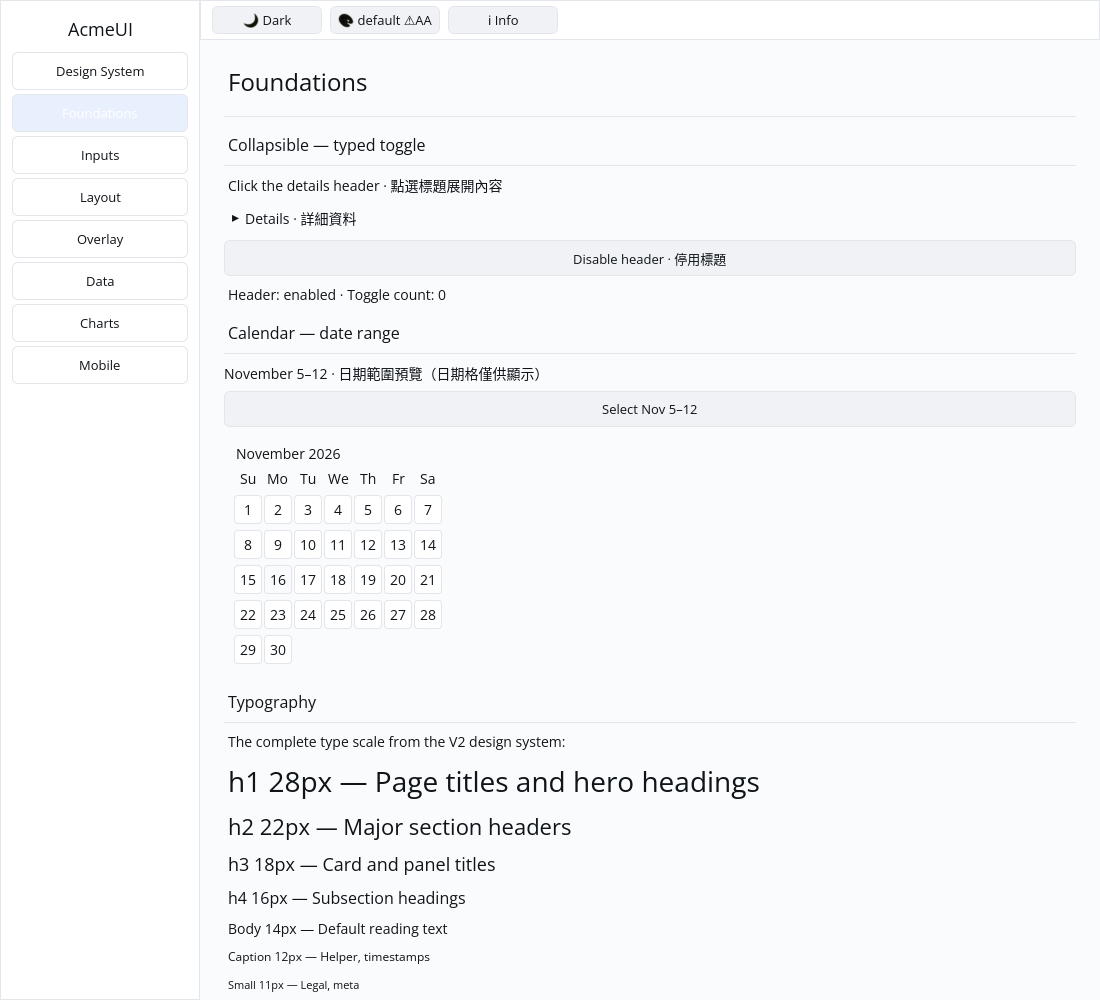 AcmeUI
Design System
Foundations
Inputs
Layout
Overlay
Data
Charts
Mobile
🌙 Dark
default ⚠AA
i Info
Foundations
Collapsible — typed toggle
Click the details header · 點選標題展開內容
▸ Details · 詳細資料
Disable header · 停用標題
Header: enabled · Toggle count: 0
Calendar — date range
November 5–12 · 日期範圍預覽（日期格僅供顯示）
Select Nov 5–12
November 2026
Su Mo Tu We Th Fr Sa
1 2 3 4 5 6 7
8 9 10 11 12 13 14
15 16 17 18 19 20 21
22 23 24 25 26 27 28
29 30
Typography
The complete type scale from the V2 design system:
h1 28px — Page titles and hero headings
h2 22px — Major section headers
h3 18px — Card and panel titles
h4 16px — Subsection headings
Body 14px — Default reading text
Caption 12px — Helper, timestamps
Small 11px — Legal, meta